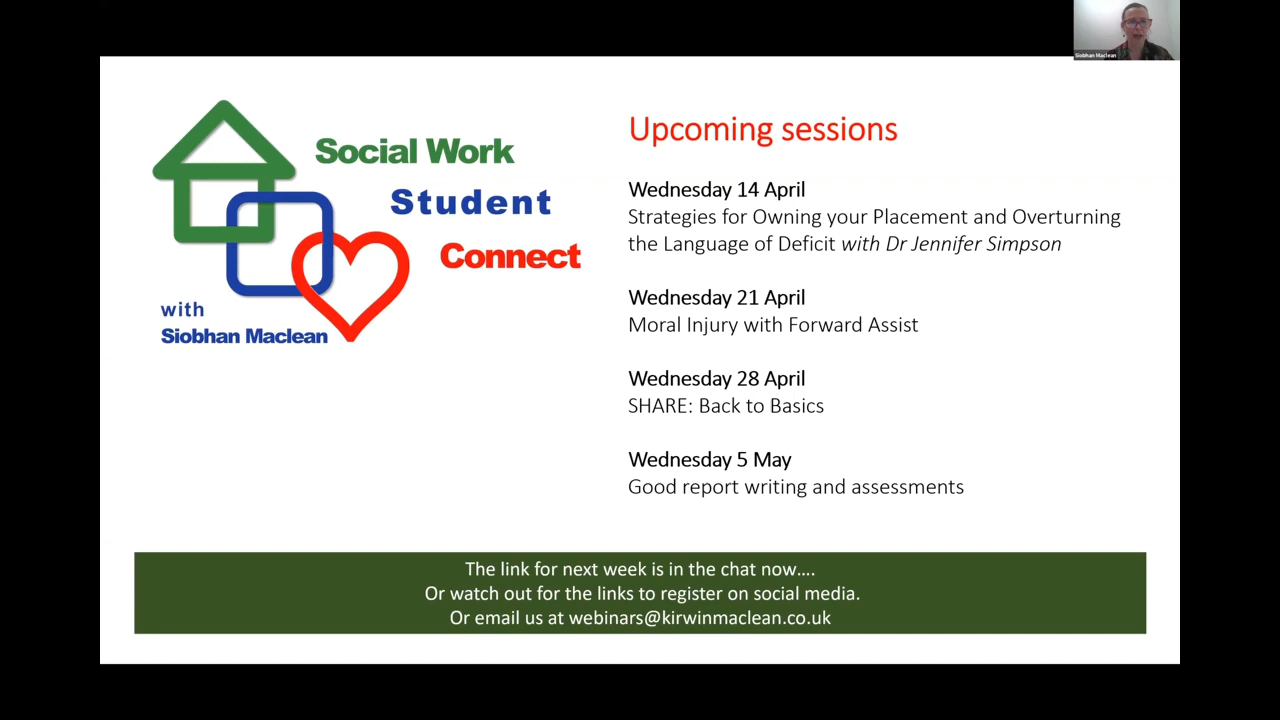 Siobhan Maclean
Social Work
Student
Connect
with
Siobhan Maclean
Upcoming sessions
Wednesday 14 April
Strategies for Owning your Placement and Overturning
the Language of Deficit with Dr Jennifer Simpson
Wednesday 21 April
Moral Injury with Forward Assist
Wednesday 28 April
SHARE: Back to Basics
Wednesday 5 May
Good report writing and assessments
The link for next week is in the chat now....
Or watch out for the links to register on social media.
Or email us at webinars@kirwinmaclean.co.uk